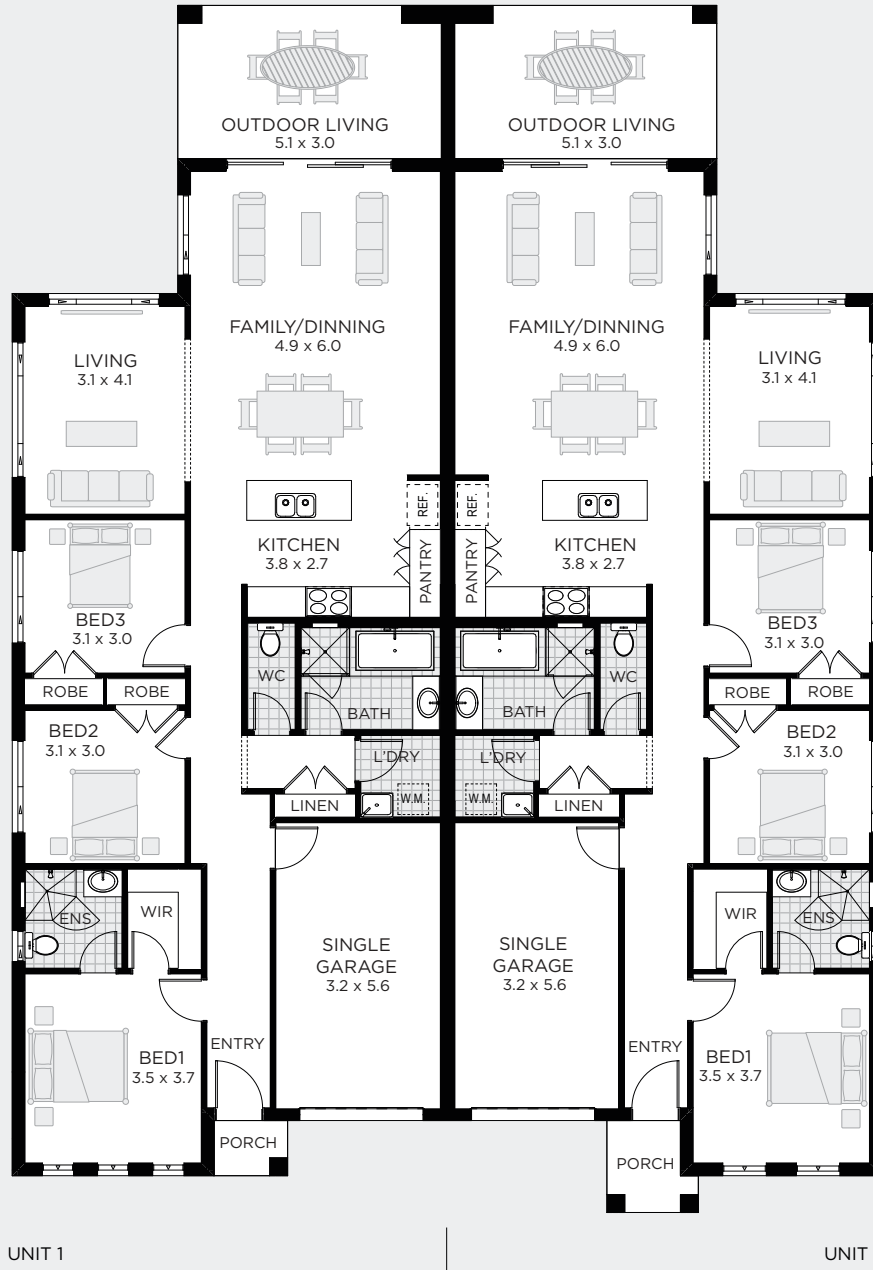 OUTDOOR LIVING
5.1 x 3.0
OUTDOOR LIVING
5.1 x 3.0
FAMILY/DINNING
4.9 x 6.0
FAMILY/DINNING
4.9 x 6.0
LIVING
3.1 x 4.1
LIVING
3.1 x 4.1
REF.
REF.
KITCHEN
3.8 x 2.7
PANTRY
PANTRY
KITCHEN
3.8 x 2.7
BED3
3.1 x 3.0
BED3
3.1 x 3.0
WC
BATH
BATH
WC
ROBE
ROBE
ROBE
ROBE
BED2
3.1 x 3.0
BED2
3.1 x 3.0
L'DRY
L'DRY
W.M.
W.M.
LINEN
LINEN
ENS
WIR
WIR
ENS
SINGLE
GARAGE
3.2 x 5.6
SINGLE
GARAGE
3.2 x 5.6
ENTRY
ENTRY
BED1
3.5 x 3.7
BED1
3.5 x 3.7
PORCH
PORCH
UNIT 1
UNIT